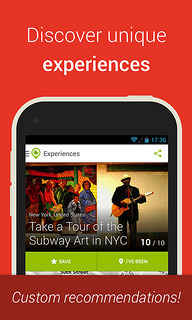 Discover unique
experiences
17:36
Experiences
New York, United States
Take a Tour of the
Subway Art in NYC
10 / 10
SAVE
I'VE BEEN
Custom recommendations!